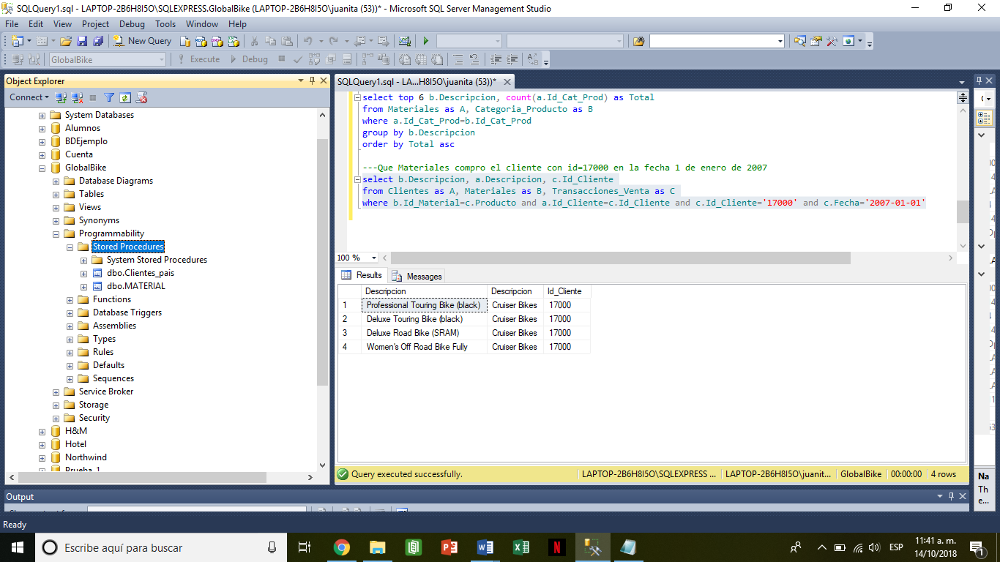 SQLQuery1.sql - LAPTOP-2B6H8I5O\SQLEXPRESS.GlobalBike (LAPTOP-2B6H8I5O\juanita (53))* - Microsoft SQL Server Management Studio
File Edit View Project Debug Tools Window Help
New Query
GlobalBike Execute Debug
Object Explorer
Connect
System Databases
Alumnos
BDEjemplo
Cuenta
GlobalBike
Database Diagrams
Tables
Views
Synonyms
Programmability
Stored Procedures
System Stored Procedures
dbo.Clientes_pais
dbo.MATERIAL
Functions
Database Triggers
Assemblies
Types
Rules
Defaults
Sequences
Service Broker
Storage
Security
H&M
Hotel
Northwind
Prueba_1
SQLQuery1.sql - LA...H8I5O\juanita (53))*
select top 6 b.Descripcion, count(a.Id_Cat_Prod) as Total
from Materiales as A, Categoria_Producto as B
where a.Id_Cat_Prod=b.Id_Cat_Prod
group by b.Descripcion
order by Total asc
---Que Materiales compro el cliente con id=17000 en la fecha 1 de enero de 2007
select b.Descripcion, a.Descripcion, c.Id_Cliente
from Clientes as A, Materiales as B, Transacciones_Venta as C
where b.Id_Material=c.Producto and a.Id_Cliente=c.Id_Cliente and c.Id_Cliente='17000' and c.Fecha='2007-01-01'
100 %
Results Messages
Descripcion Descripcion Id_Cliente
1 Professional Touring Bike (black) Cruiser Bikes 17000
2 Deluxe Touring Bike (black) Cruiser Bikes 17000
3 Deluxe Road Bike (SRAM) Cruiser Bikes 17000
4 Women's Off Road Bike Fully Cruiser Bikes 17000
Query executed successfully. LAPTOP-2B6H8I5O\SQLEXPRESS ... LAPTOP-2B6H8I5O\juanit... GlobalBike 00:00:00 4 rows
Na
Th
e...
Output
Ready
Escribe aquí para buscar
ESP
11:41 a. m.
14/10/2018
1